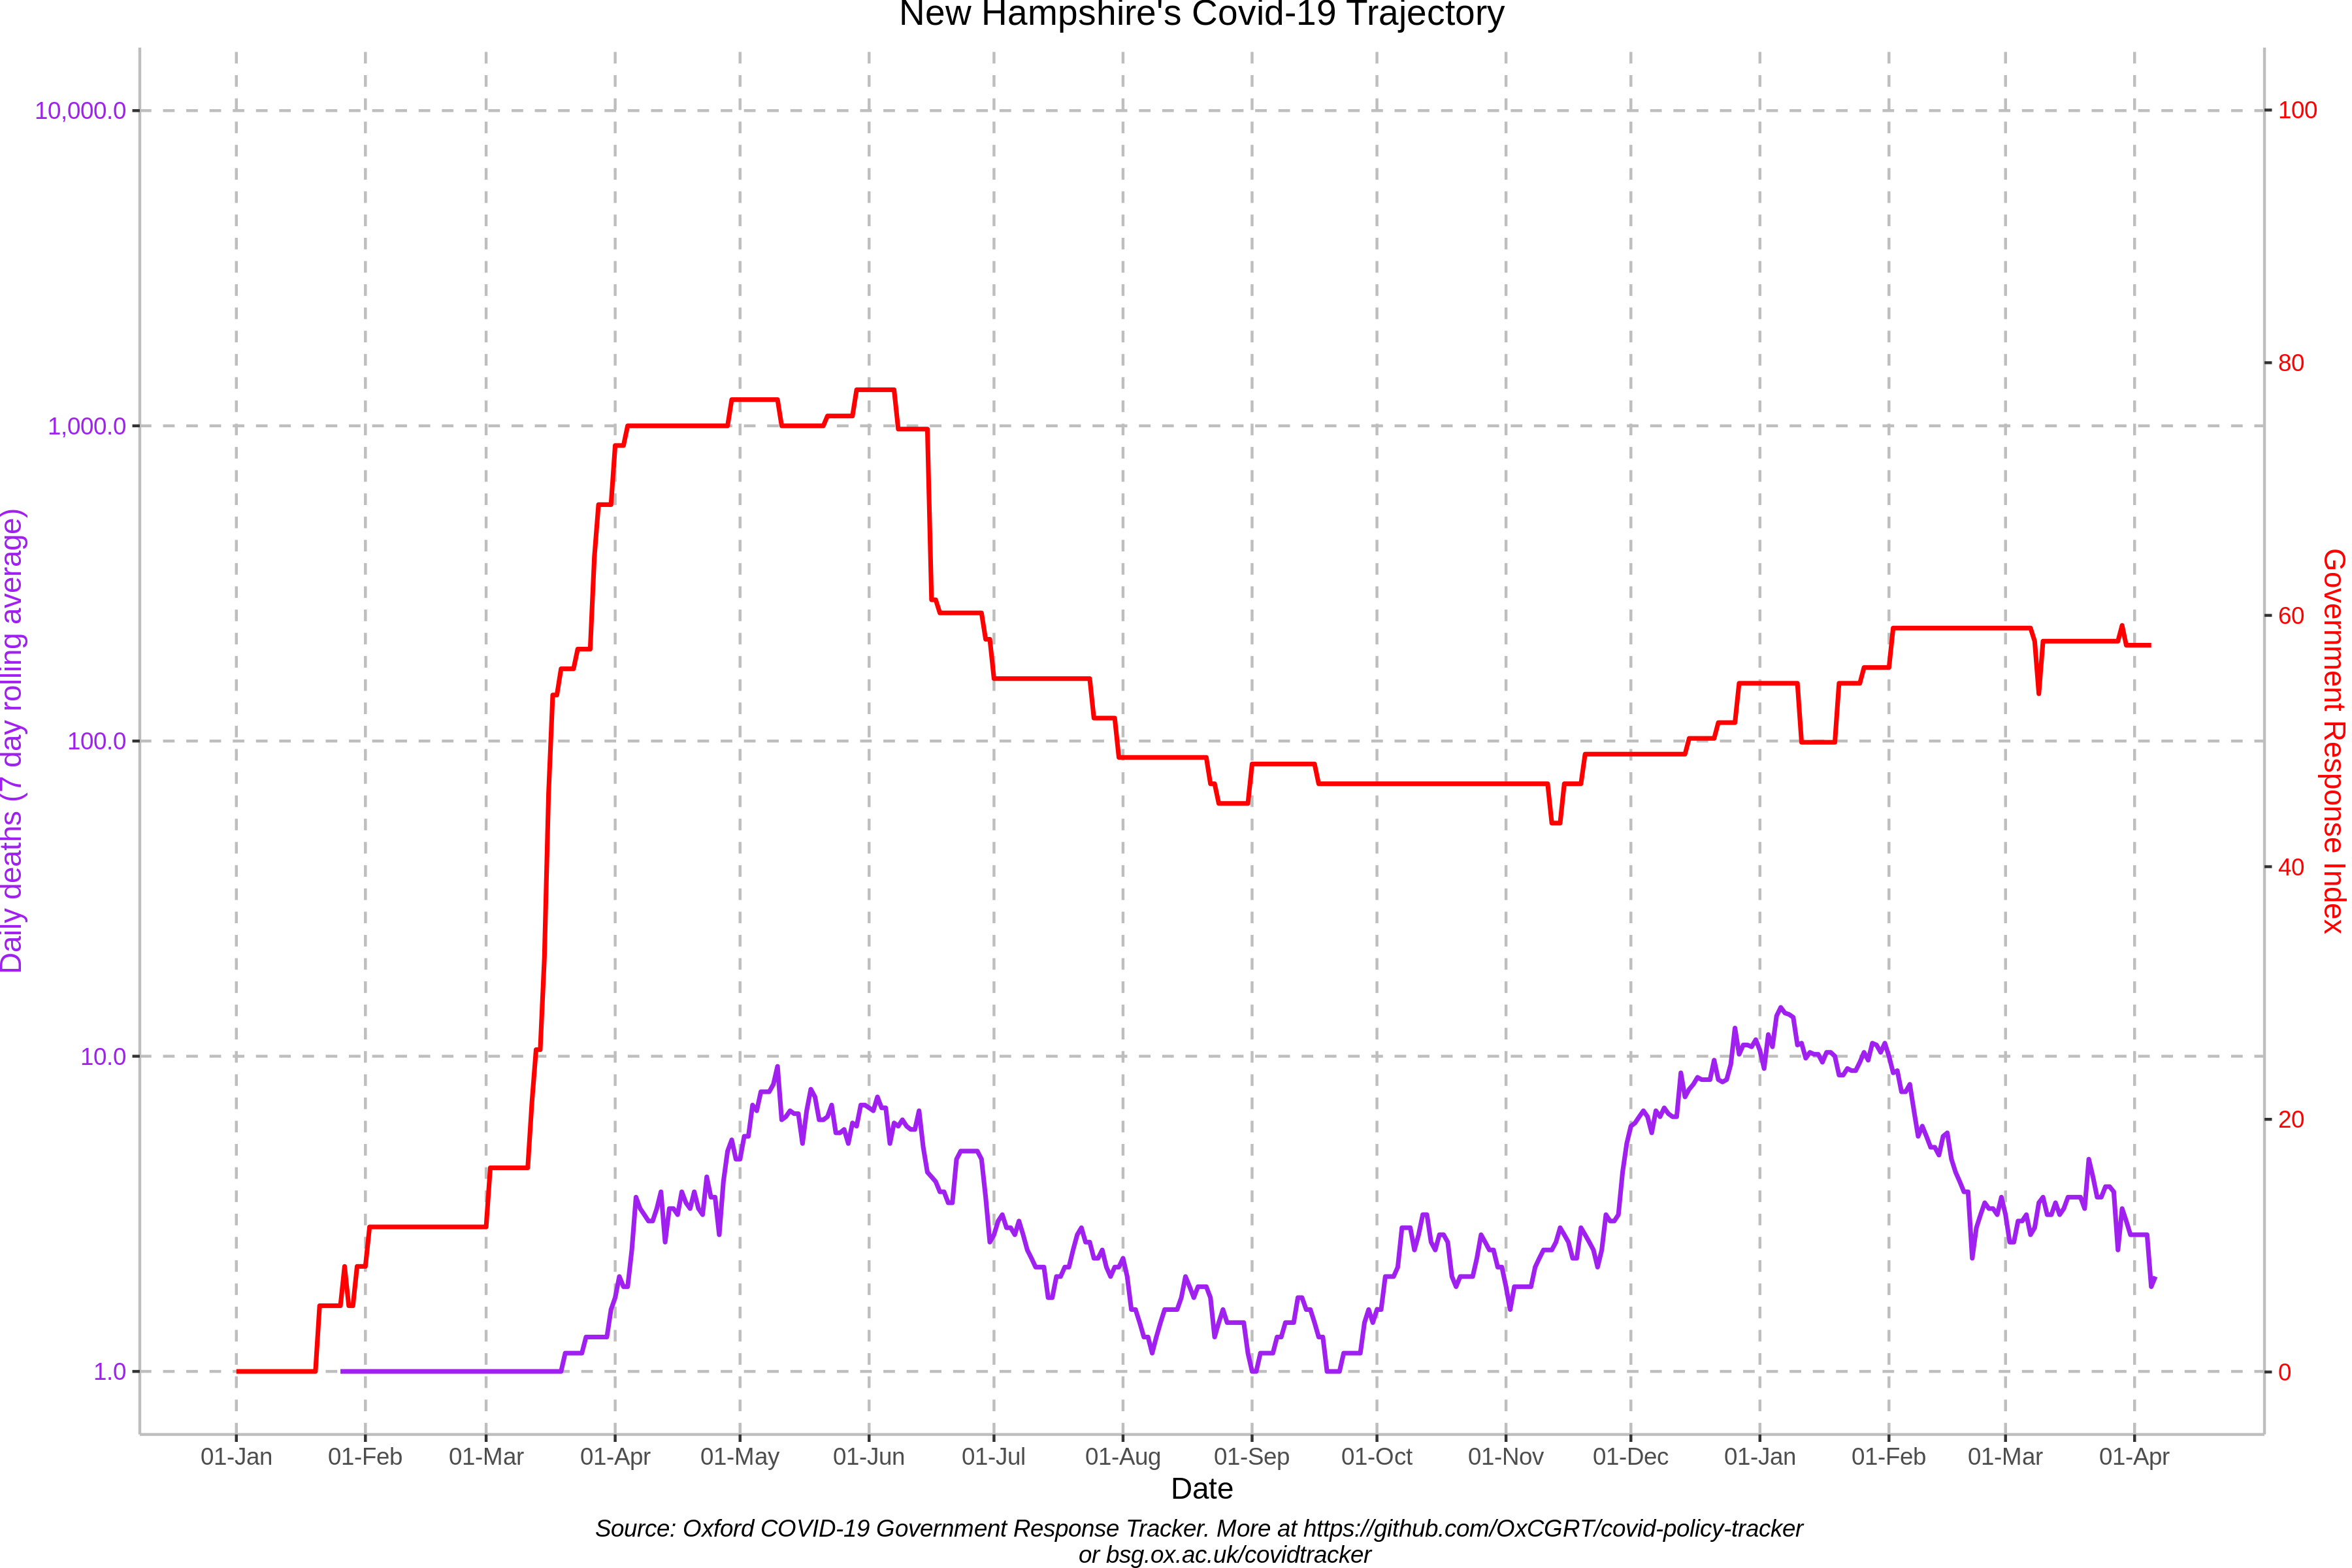 New Hampshire's Covid-19 Trajectory
10,000.0
1,000.0
100.0
10.0
1.0
Daily deaths (7 day rolling average)
100
80
60
40
20
0
Government Response Index
01-Jan 01-Feb 01-Mar 01-Apr 01-May 01-Jun 01-Jul 01-Aug 01-Sep 01-Oct 01-Nov 01-Dec 01-Jan 01-Feb 01-Mar 01-Apr
Date
Source: Oxford COVID-19 Government Response Tracker. More at https://github.com/OxCGRT/covid-policy-tracker
or bsg.ox.ac.uk/covidtracker